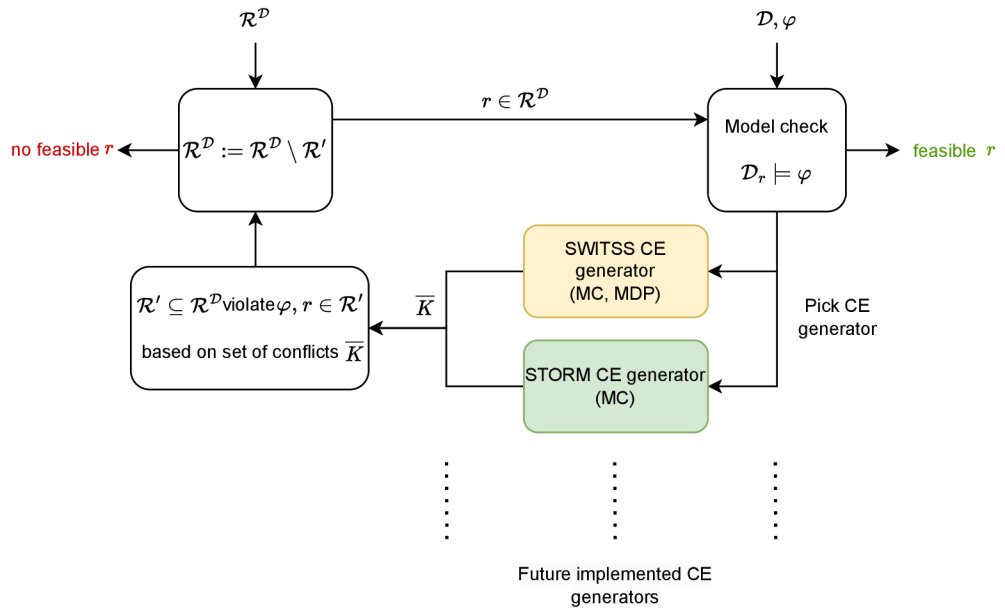 𝓡^𝓓
𝓓, φ
r ∈ 𝓡^𝓓
Model check
no feasible r
𝓡^𝓓 := 𝓡^𝓓 \ 𝓡′
feasible r
𝓓_r ⊨ φ
SWITSS CE
generator
(MC, MDP)
𝓡′ ⊆ 𝓡^𝓓 violate φ, r ∈ 𝓡′
K̅
Pick CE
generator
based on set of conflicts K̅
STORM CE generator
(MC)
Future implemented CE
generators